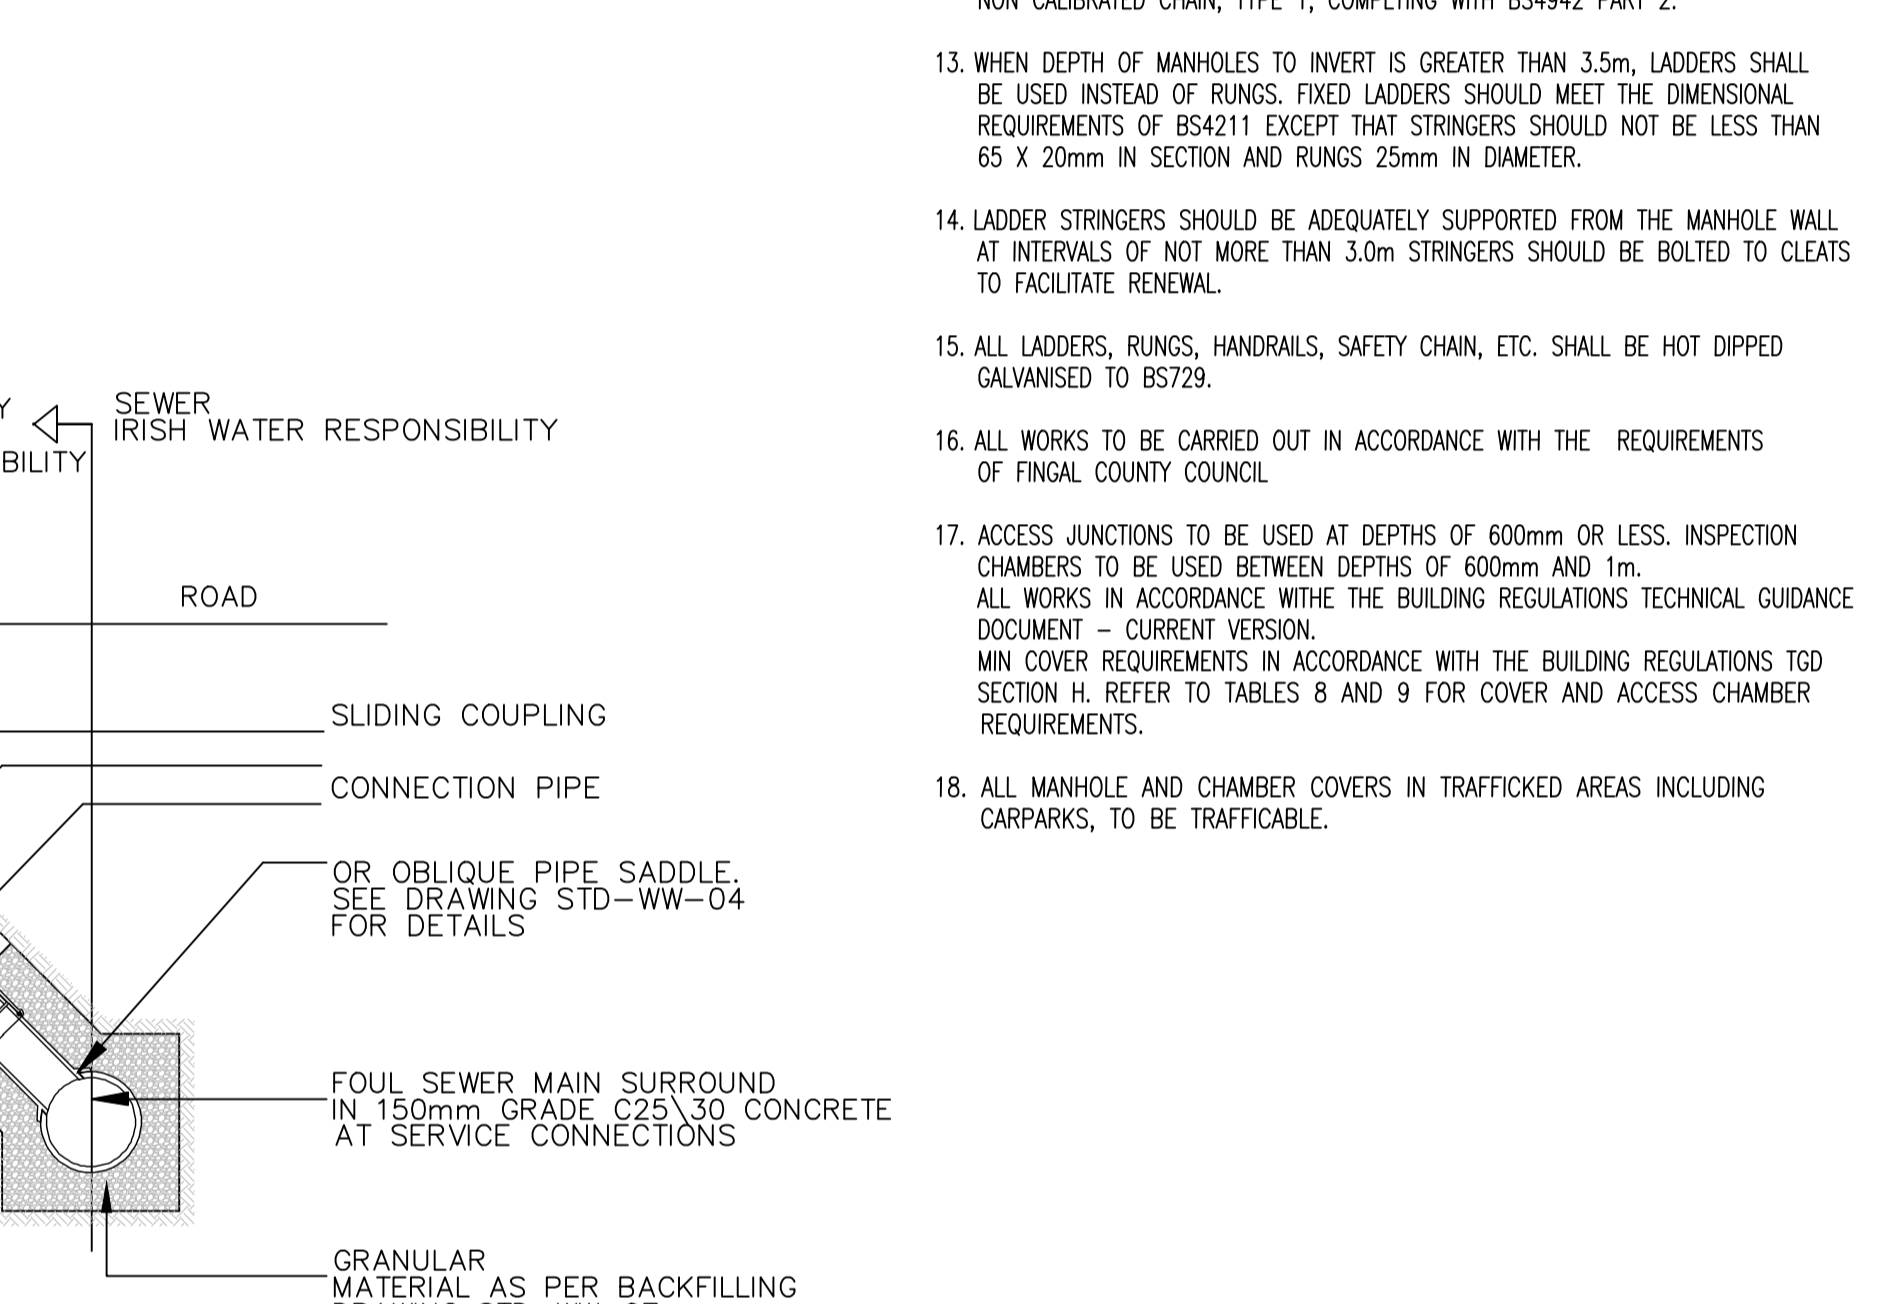 NON CALIBRATED CHAIN, TYPE 1, COMPLYING WITH BS4942 PART 2.
13. WHEN DEPTH OF MANHOLES TO INVERT IS GREATER THAN 3.5m, LADDERS SHALL
BE USED INSTEAD OF RUNGS. FIXED LADDERS SHOULD MEET THE DIMENSIONAL
REQUIREMENTS OF BS4211 EXCEPT THAT STRINGERS SHOULD NOT BE LESS THAN
65 X 20mm IN SECTION AND RUNGS 25mm IN DIAMETER.
14. LADDER STRINGERS SHOULD BE ADEQUATELY SUPPORTED FROM THE MANHOLE WALL
AT INTERVALS OF NOT MORE THAN 3.0m STRINGERS SHOULD BE BOLTED TO CLEATS
TO FACILITATE RENEWAL.
15. ALL LADDERS, RUNGS, HANDRAILS, SAFETY CHAIN, ETC. SHALL BE HOT DIPPED
GALVANISED TO BS729.
16. ALL WORKS TO BE CARRIED OUT IN ACCORDANCE WITH THE REQUIREMENTS
OF FINGAL COUNTY COUNCIL
17. ACCESS JUNCTIONS TO BE USED AT DEPTHS OF 600mm OR LESS. INSPECTION
CHAMBERS TO BE USED BETWEEN DEPTHS OF 600mm AND 1m.
ALL WORKS IN ACCORDANCE WITHE THE BUILDING REGULATIONS TECHNICAL GUIDANCE
DOCUMENT – CURRENT VERSION.
MIN COVER REQUIREMENTS IN ACCORDANCE WITH THE BUILDING REGULATIONS TGD
SECTION H. REFER TO TABLES 8 AND 9 FOR COVER AND ACCESS CHAMBER
REQUIREMENTS.
18. ALL MANHOLE AND CHAMBER COVERS IN TRAFFICKED AREAS INCLUDING
CARPARKS, TO BE TRAFFICABLE.
Y
BILITY
SEWER
IRISH WATER RESPONSIBILITY
ROAD
SLIDING COUPLING
CONNECTION PIPE
OR OBLIQUE PIPE SADDLE.
SEE DRAWING STD-WW-04
FOR DETAILS
FOUL SEWER MAIN SURROUND
IN 150mm GRADE C25\30 CONCRETE
AT SERVICE CONNECTIONS
GRANULAR
MATERIAL AS PER BACKFILLING